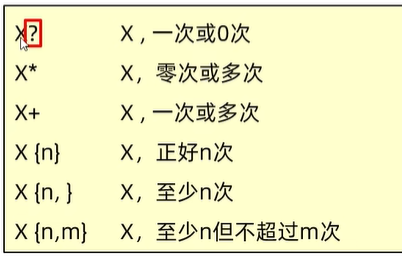 X?	X , 一次或0次
X*	X，零次或多次
X+	X , 一次或多次
X {n}	X，正好n次
X {n, }	X，至少n次
X {n,m}	X，至少n但不超过m次